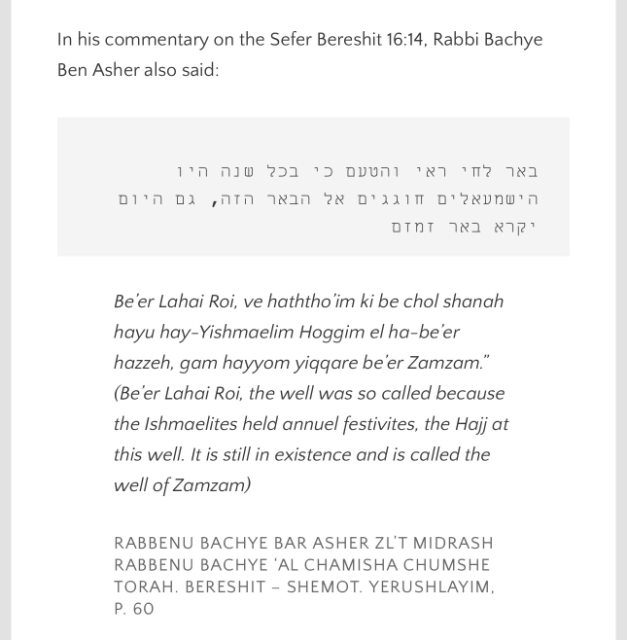 In his commentary on the Sefer Bereshit 16:14, Rabbi Bachye
Ben Asher also said:
באר לחי ראי והטעם כי בכל שנה היו
הישמעאלים חוגגים אל הבאר הזה, גם היום
יקרא באר זמזם
Be’er Lahai Roi, ve haththo’im ki be chol shanah
hayu hay-Yishmaelim Hoggim el ha-be’er
hazzeh, gam hayyom yiqqare be’er Zamzam.”
(Be’er Lahai Roi, the well was so called because
the Ishmaelites held annuel festivites, the Hajj at
this well. It is still in existence and is called the
well of Zamzam)
RABBENU BACHYE BAR ASHER ZL’T MIDRASH
RABBENU BACHYE ‘AL CHAMISHA CHUMSHE
TORAH. BERESHIT – SHEMOT. YERUSHLAYIM,
P. 60